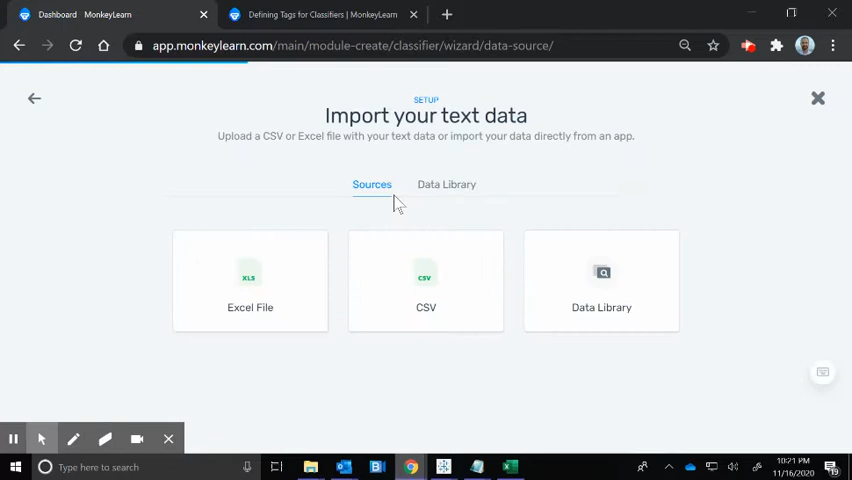 Dashboard MonkeyLearn
Defining Tags for Classifiers | MonkeyLearn
app.monkeylearn.com/main/module-create/classifier/wizard/data-source/
SETUP
Import your text data
Upload a CSV or Excel file with your text data or import your data directly from an app.
Sources
Data Library
XLS
CSV
Excel File
CSV
Data Library
Type here to search
10:21 PM
11/16/2020
19